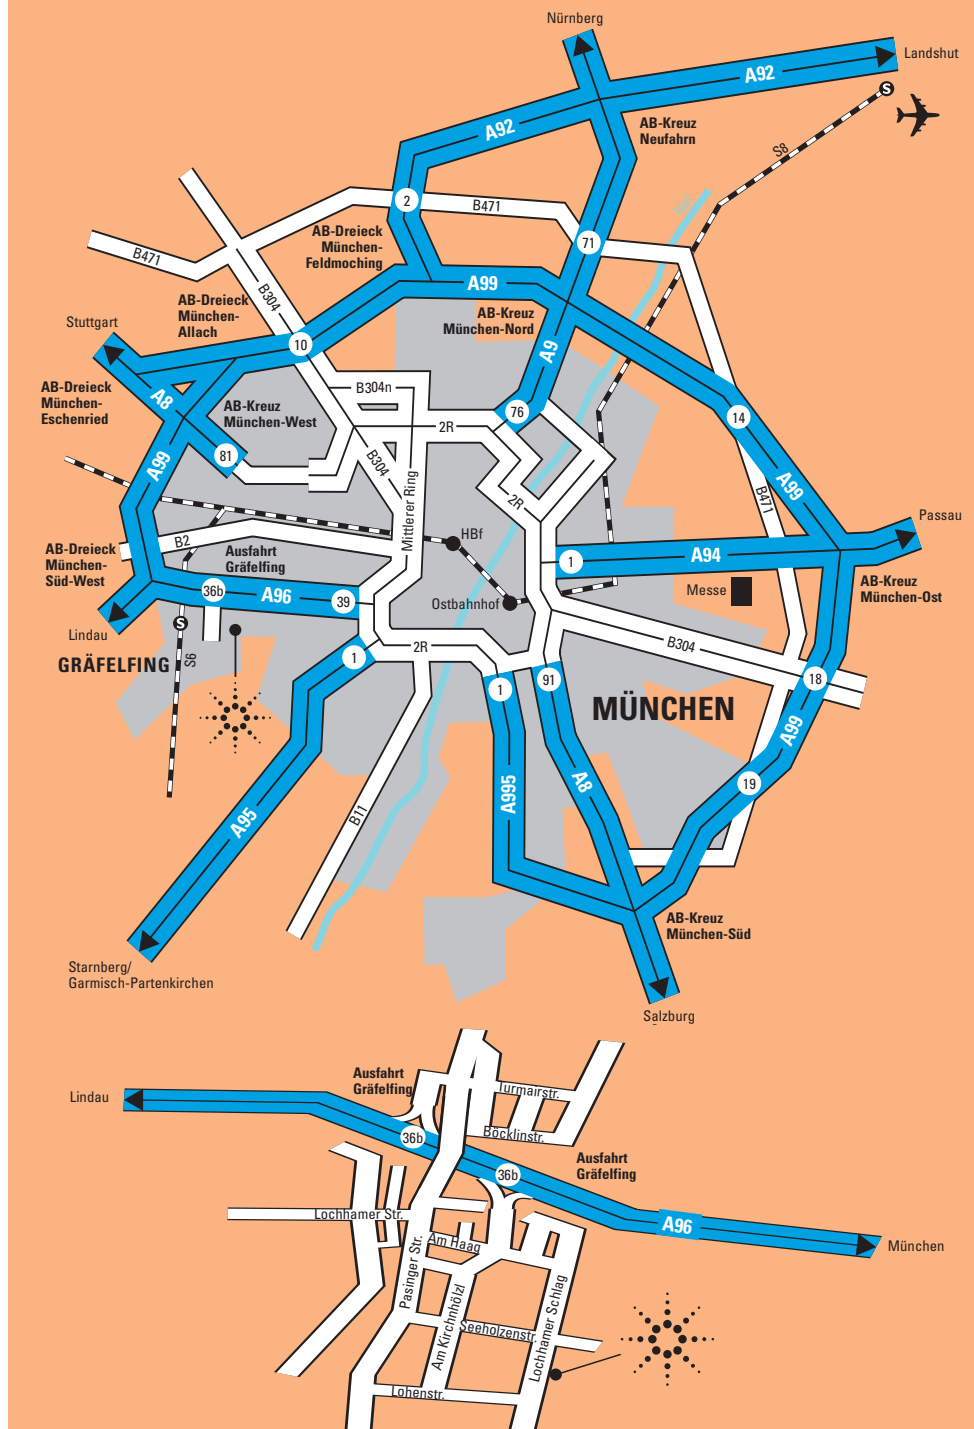 Nürnberg
Landshut
A92
A92
AB-Kreuz
Neufahrn
S
S8
Isar
2
B471
AB-Dreieck
München-
Feldmoching
71
B471
B304
A99
AB-Dreieck
München-
Allach
AB-Kreuz
München-Nord
Stuttgart
10
A9
AB-Dreieck
München-
Eschenried
A8
B304n
AB-Kreuz
München-West
76
2R
14
81
A99
B304
Mittlerer Ring
2R
A99
B471
Passau
B2
HBf
AB-Dreieck
München-
Süd-West
Ausfahrt
Gräfelfing
1
A94
AB-Kreuz
München-Ost
36b
A96
39
Messe
Ostbahnhof
Lindau
S
B304
GRÄFELFING
S6
1
2R
1
91
18
MÜNCHEN
A99
A8
19
A995
A95
B11
AB-Kreuz
München-Süd
Starnberg/
Garmisch-Partenkirchen
Salzburg
Ausfahrt
Gräfelfing
Lindau
Turmairstr.
36b
Böcklinstr.
Ausfahrt
Gräfelfing
36b
Lochhamer Str.
A96
München
Am Haag
Pasinger Str.
Am Kirchnhölzl
Seeholzenstr.
Lochhamer Schlag
Lohenstr.